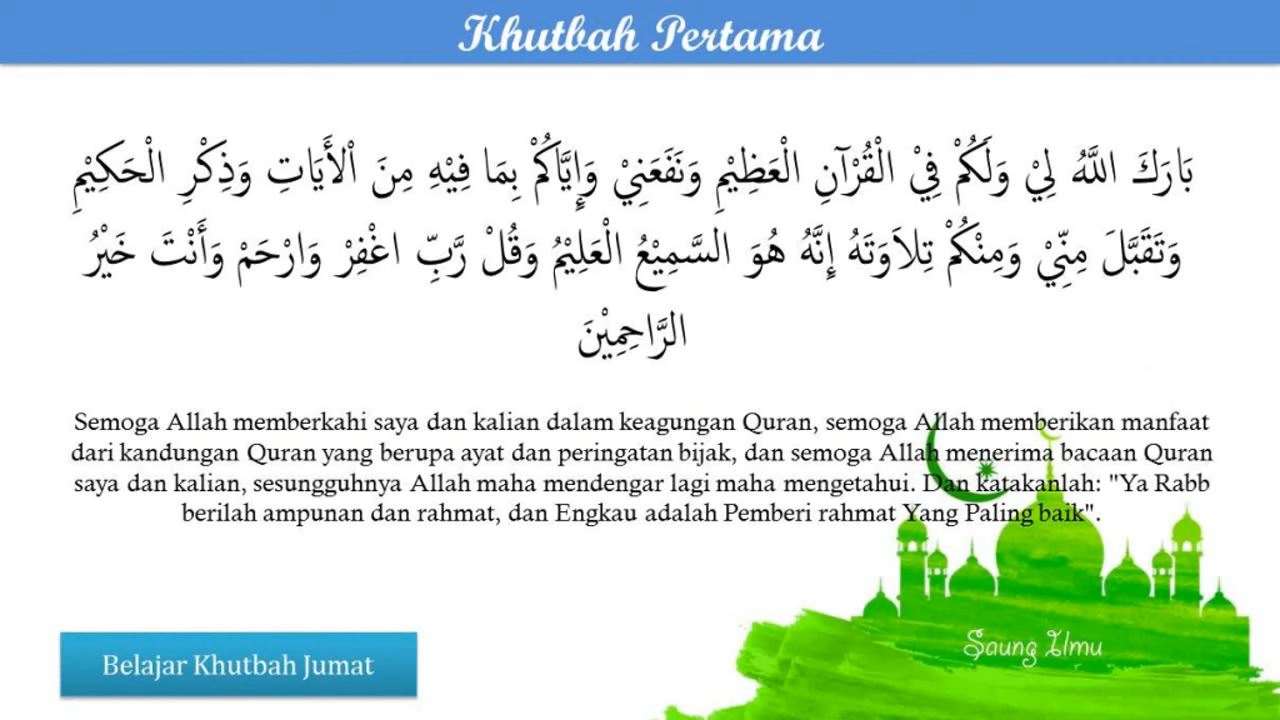 Khutbah Pertama
بَارَكَ اللَّهُ لِيْ وَلَكُمْ فِيْ الْقُرْآنِ الْعَظِيْمِ وَنَفَعَنِيْ وَإِيَّاكُمْ بِمَا فِيْهِ مِنَ اْلأَيَاتِ وَذِكْرِ الْحَكِيْمِ
وَتَقَبَّلَ مِنِّيْ وَمِنْكُمْ تِلاَوَتَهُ إِنَّهُ هُوَ السَّمِيْعُ الْعَلِيْمُ وَقُلْ رَّبِّ اغْفِرْ وَارْحَمْ وَأَنْتَ خَيْرُ
الرَّاحِمِيْنَ
Semoga Allah memberkahi saya dan kalian dalam keagungan Quran, semoga Allah memberikan manfaat
dari kandungan Quran yang berupa ayat dan peringatan bijak, dan semoga Allah menerima bacaan Quran
saya dan kalian, sesungguhnya Allah maha mendengar lagi maha mengetahui. Dan katakanlah: "Ya Rabb
berilah ampunan dan rahmat, dan Engkau adalah Pemberi rahmat Yang Paling baik".
Saung Ilmu
Belajar Khutbah Jumat